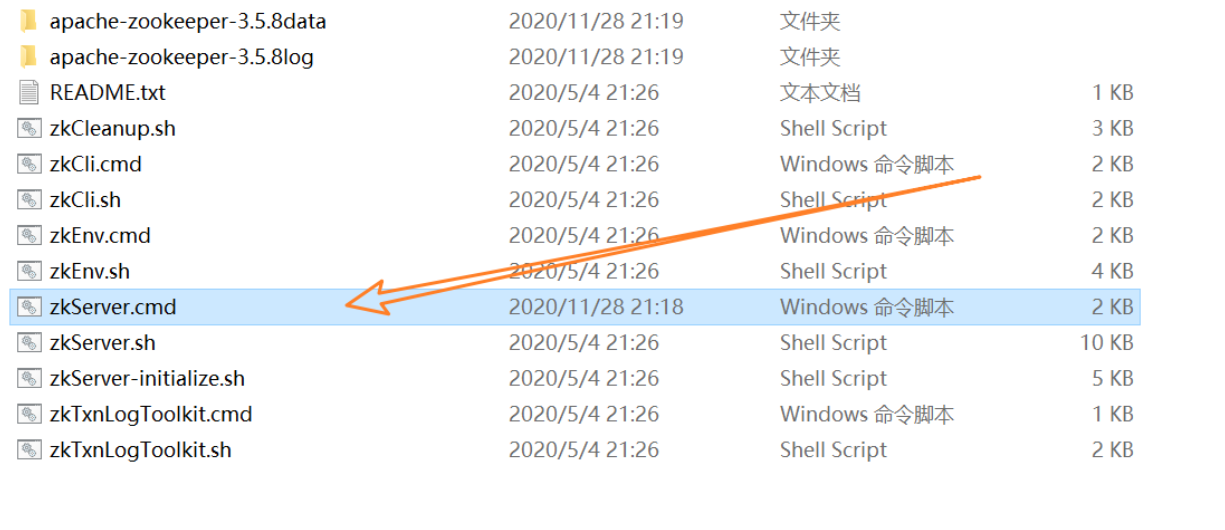 apache-zookeeper-3.5.8data 2020/11/28 21:19 文件夹
apache-zookeeper-3.5.8log 2020/11/28 21:19 文件夹
README.txt 2020/5/4 21:26 文本文档 1 KB
zkCleanup.sh 2020/5/4 21:26 Shell Script 3 KB
zkCli.cmd 2020/5/4 21:26 Windows 命令脚本 2 KB
zkCli.sh 2020/5/4 21:26 Shell Script 2 KB
zkEnv.cmd 2020/5/4 21:26 Windows 命令脚本 2 KB
zkEnv.sh 2020/5/4 21:26 Shell Script 4 KB
zkServer.cmd 2020/11/28 21:18 Windows 命令脚本 2 KB
zkServer.sh 2020/5/4 21:26 Shell Script 10 KB
zkServer-initialize.sh 2020/5/4 21:26 Shell Script 5 KB
zkTxnLogToolkit.cmd 2020/5/4 21:26 Windows 命令脚本 1 KB
zkTxnLogToolkit.sh 2020/5/4 21:26 Shell Script 2 KB